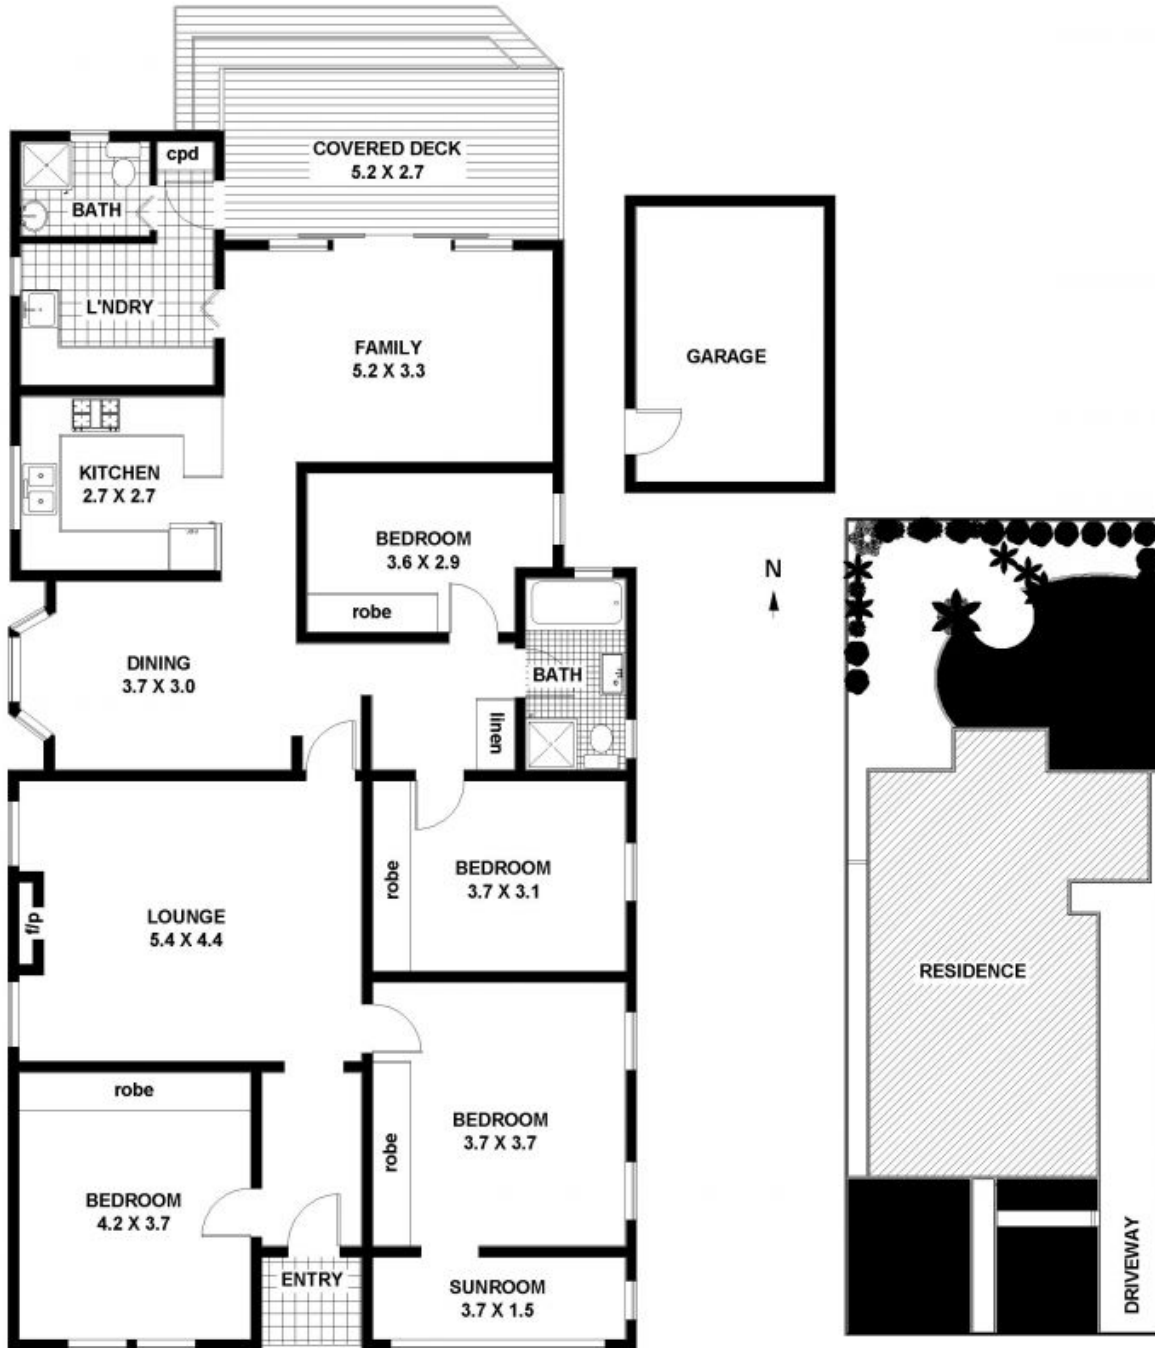 COVERED DECK
5.2 X 2.7
cpd
BATH
L'NDRY
FAMILY
5.2 X 3.3
GARAGE
KITCHEN
2.7 X 2.7
BEDROOM
3.6 X 2.9
robe
N
DINING
3.7 X 3.0
BATH
linen
LOUNGE
5.4 X 4.4
f/p
robe
BEDROOM
3.7 X 3.1
RESIDENCE
robe
BEDROOM
4.2 X 3.7
robe
BEDROOM
3.7 X 3.7
ENTRY
SUNROOM
3.7 X 1.5
DRIVEWAY